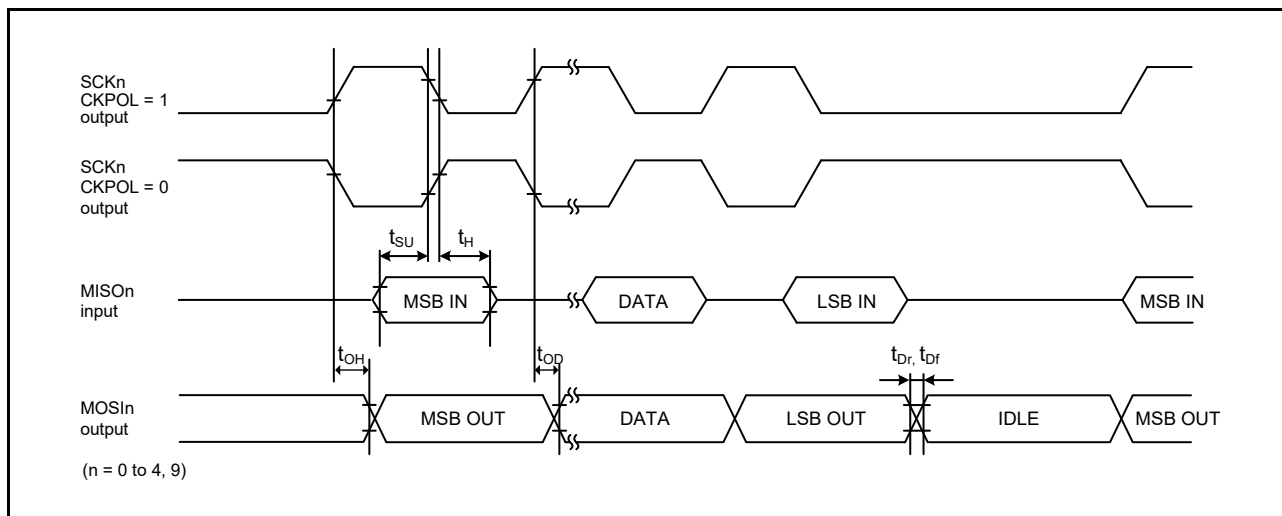 SCKn
CKPOL = 1
output
SCKn
CKPOL = 0
output
tSU
tH
MISOn
input
MSB IN
DATA
LSB IN
MSB IN
tOH
tOD
tDr, tDf
MOSIn
output
MSB OUT
DATA
LSB OUT
IDLE
MSB OUT
(n = 0 to 4, 9)